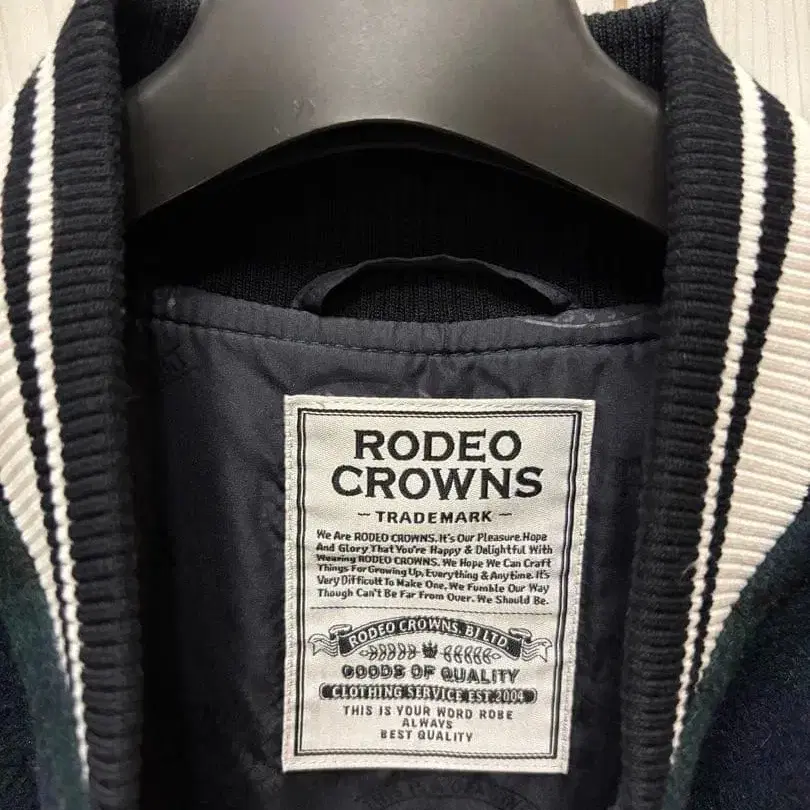 RODEO
CROWNS
- TRADEMARK -
We Are RODEO CROWNS. It's Our Pleasure. Hope
And Glory That You're Happy & Delightful With
Wearing RODEO CROWNS. We Hope We Can Craft
Things For Growing Up, Everything & Anytime. It's
Very Difficult To Make One, We Fumble Our Way
Though Can't Be Far From Over. We Should Be.
RODEO CROWNS. BJ LTD.
GOODS OF QUALITY
CLOTHING SERVICE EST. 2004
THIS IS YOUR WORD ROBE
ALWAYS
BEST QUALITY